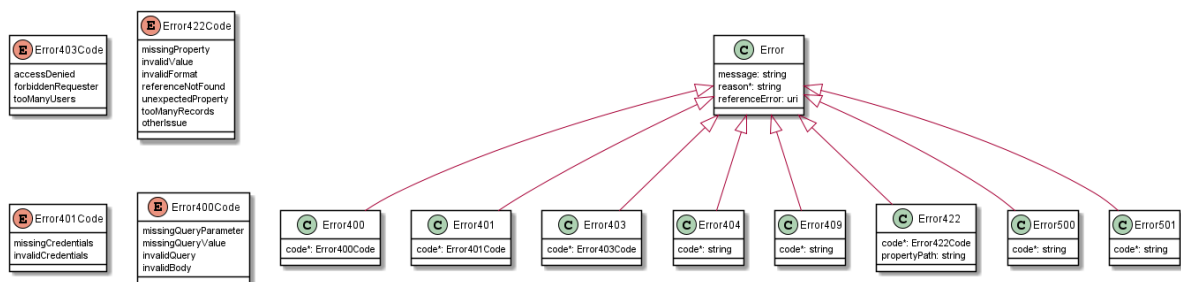 E Error403Code
accessDenied
forbiddenRequester
tooManyUsers
E Error422Code
missingProperty
invalidValue
invalidFormat
referenceNotFound
unexpectedProperty
tooManyRecords
otherIssue
C Error
message: string
reason*: string
referenceError: uri
E Error401Code
missingCredentials
invalidCredentials
E Error400Code
missingQueryParameter
missingQueryValue
invalidQuery
invalidBody
C Error400
code*: Error400Code
C Error401
code*: Error401Code
C Error403
code*: Error403Code
C Error404
code*: string
C Error409
code*: string
C Error422
code*: Error422Code
propertyPath: string
C Error500
code*: string
C Error501
code*: string